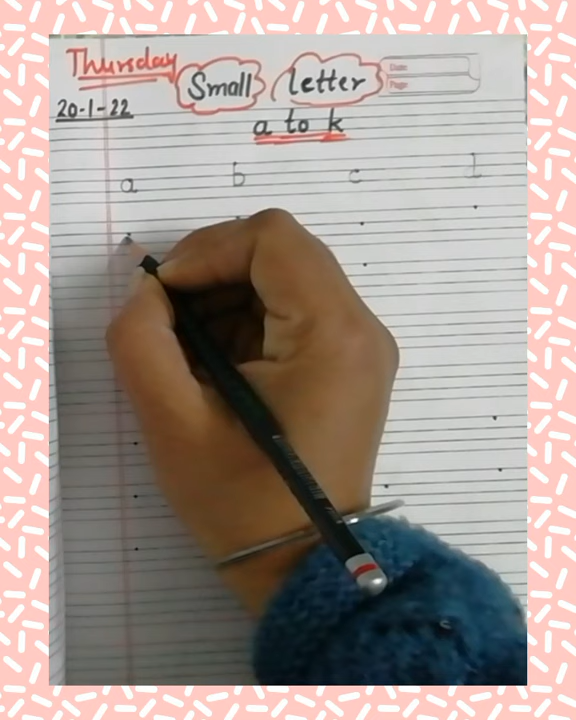 Thursday
Small letter
Date:
Page:
20-1-22
a to k
a b c d